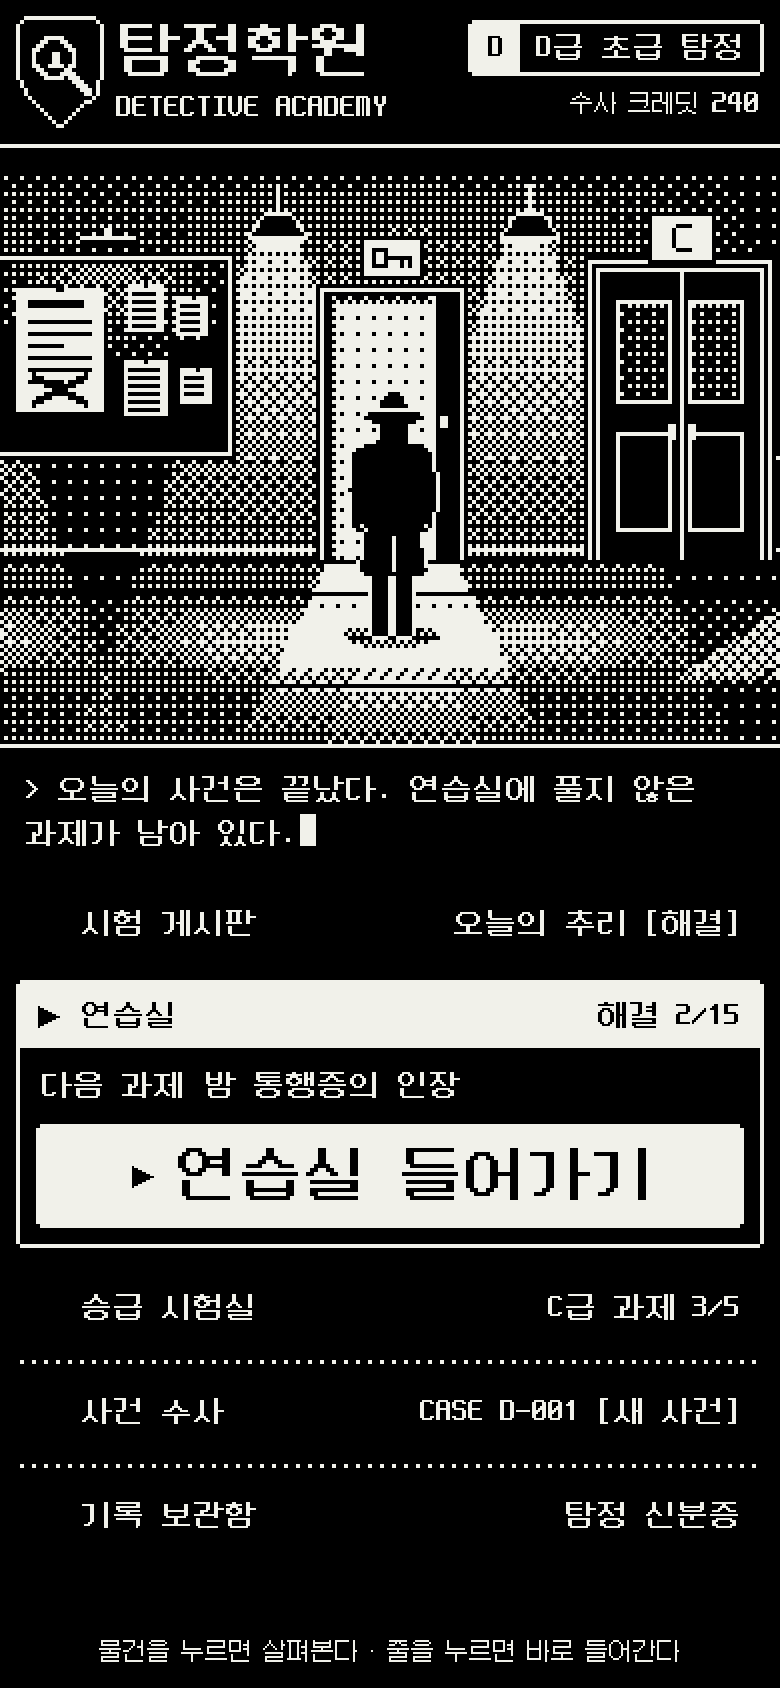 탐정학원
DETECTIVE ACADEMY
D D급 초급 탐정
수사 크레딧 240
C
> 오늘의 사건은 끝났다. 연습실에 풀지 않은
과제가 남아 있다.
시험 게시판 오늘의 추리 [해결]
▶ 연습실 해결 2/15
다음 과제 밤 통행증의 인장
▶ 연습실 들어가기
승급 시험실 C급 과제 3/5
사건 수사 CASE D-001 [새 사건]
기록 보관함 탐정 신분증
물건을 누르면 살펴본다 · 줄을 누르면 바로 들어간다